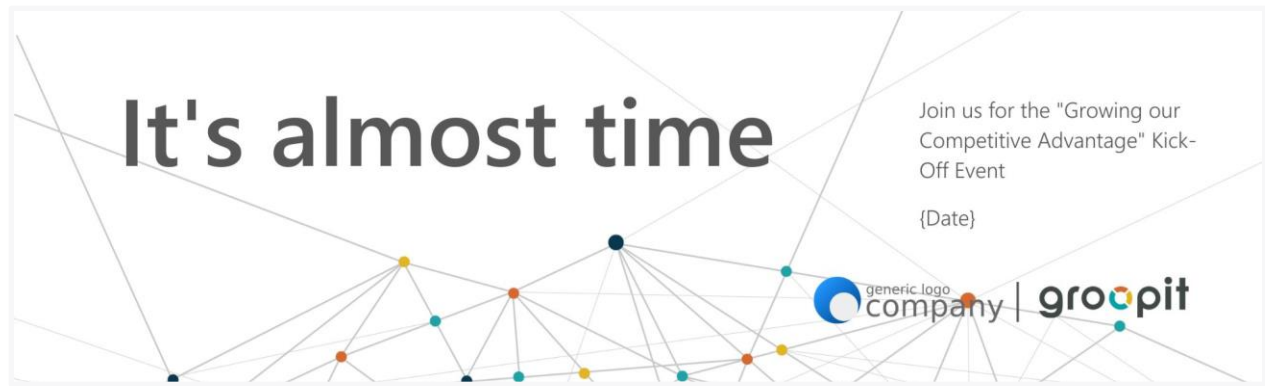 It's almost time
Join us for the "Growing our
Competitive Advantage" Kick-
Off Event
{Date}
generic logo
company
groopit